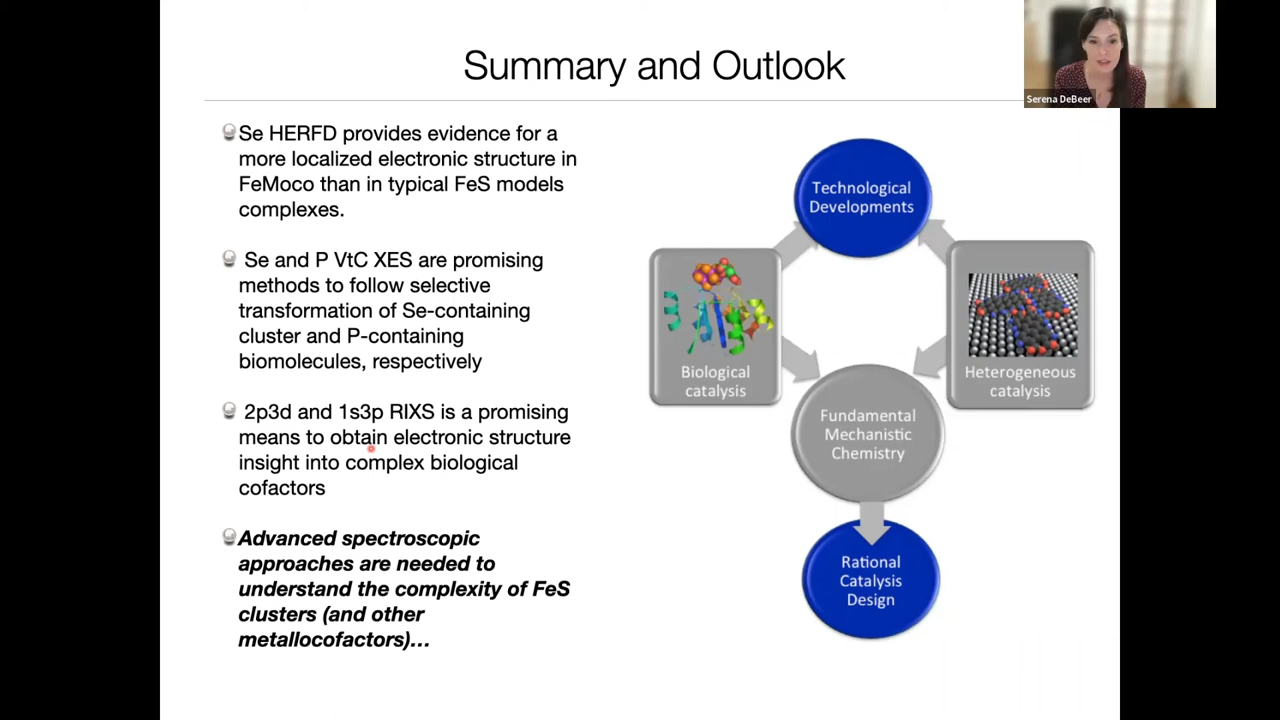 Summary and Outlook
Serena DeBeer
Se HERFD provides evidence for a
more localized electronic structure in
FeMoco than in typical FeS models
complexes.
Se and P VtC XES are promising
methods to follow selective
transformation of Se-containing
cluster and P-containing
biomolecules, respectively
2p3d and 1s3p RIXS is a promising
means to obtain electronic structure
insight into complex biological
cofactors
Advanced spectroscopic
approaches are needed to
understand the complexity of FeS
clusters (and other
metallocofactors)...
Technological
Developments
Biological
catalysis
Heterogeneous
catalysis
Fundamental
Mechanistic
Chemistry
Rational
Catalysis
Design